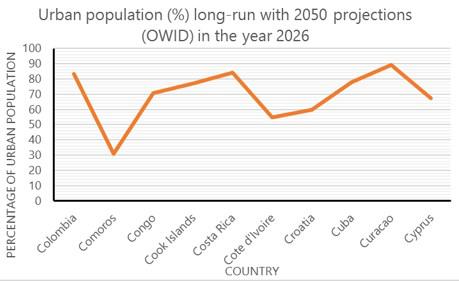 Urban population (%) long-run with 2050 projections
(OWID) in the year 2026
PERCENTAGE OF URBAN POPULATION
100
90
80
70
60
50
40
30
20
10
0
Colombia
Comoros
Congo
Cook Islands
Costa Rica
Cote d'Ivoire
Croatia
Cuba
Curacao
Cyprus
COUNTRY